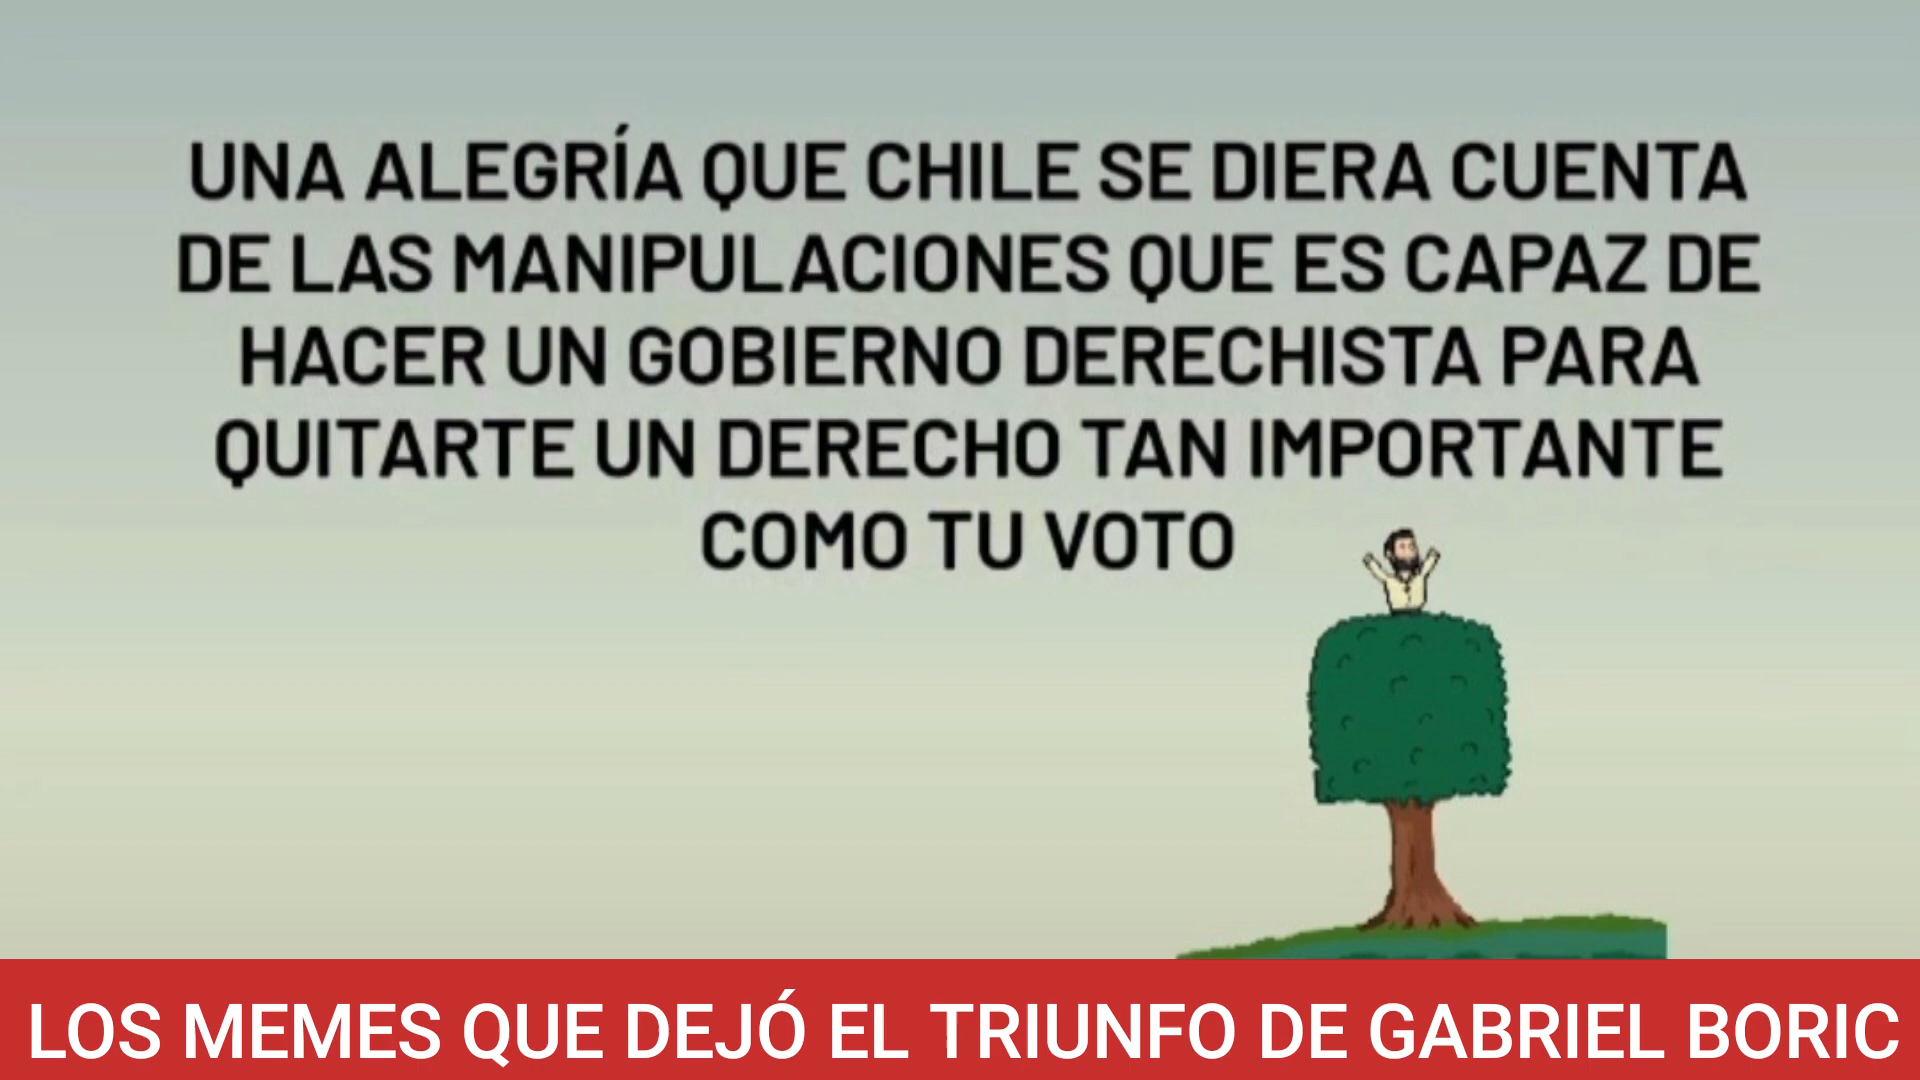 UNA ALEGRÍA QUE CHILE SE DIERA CUENTA
DE LAS MANIPULACIONES QUE ES CAPAZ DE
HACER UN GOBIERNO DERECHISTA PARA
QUITARTE UN DERECHO TAN IMPORTANTE
COMO TU VOTO
LOS MEMES QUE DEJÓ EL TRIUNFO DE GABRIEL BORIC